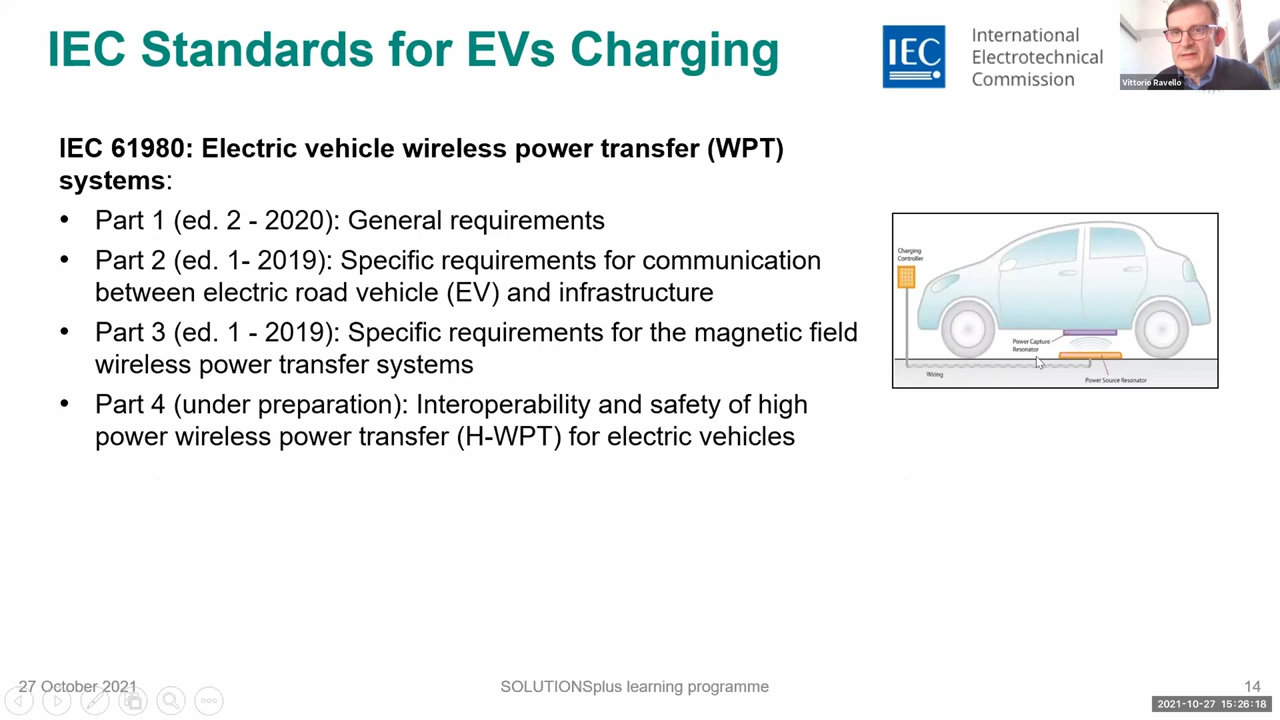 IEC Standards for EVs Charging
IEC
International
Electrotechnical
Commission
Vittorio Ravello
IEC 61980: Electric vehicle wireless power transfer (WPT)
systems:
• Part 1 (ed. 2 - 2020): General requirements
• Part 2 (ed. 1- 2019): Specific requirements for communication
between electric road vehicle (EV) and infrastructure
• Part 3 (ed. 1 - 2019): Specific requirements for the magnetic field
wireless power transfer systems
• Part 4 (under preparation): Interoperability and safety of high
power wireless power transfer (H-WPT) for electric vehicles
Charging
Controller
Power Capture
Resonator
Wiring
Power Source Resonator
27 October 2021
SOLUTIONSplus learning programme
14
2021-10-27 15:26:18